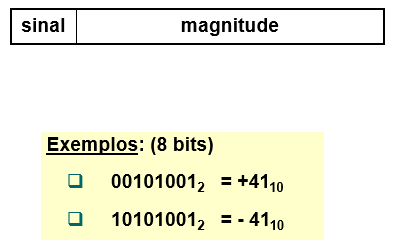 sinal magnitude
Exemplos: (8 bits)
❑ 00101001₂ = +41₁₀
❑ 10101001₂ = - 41₁₀